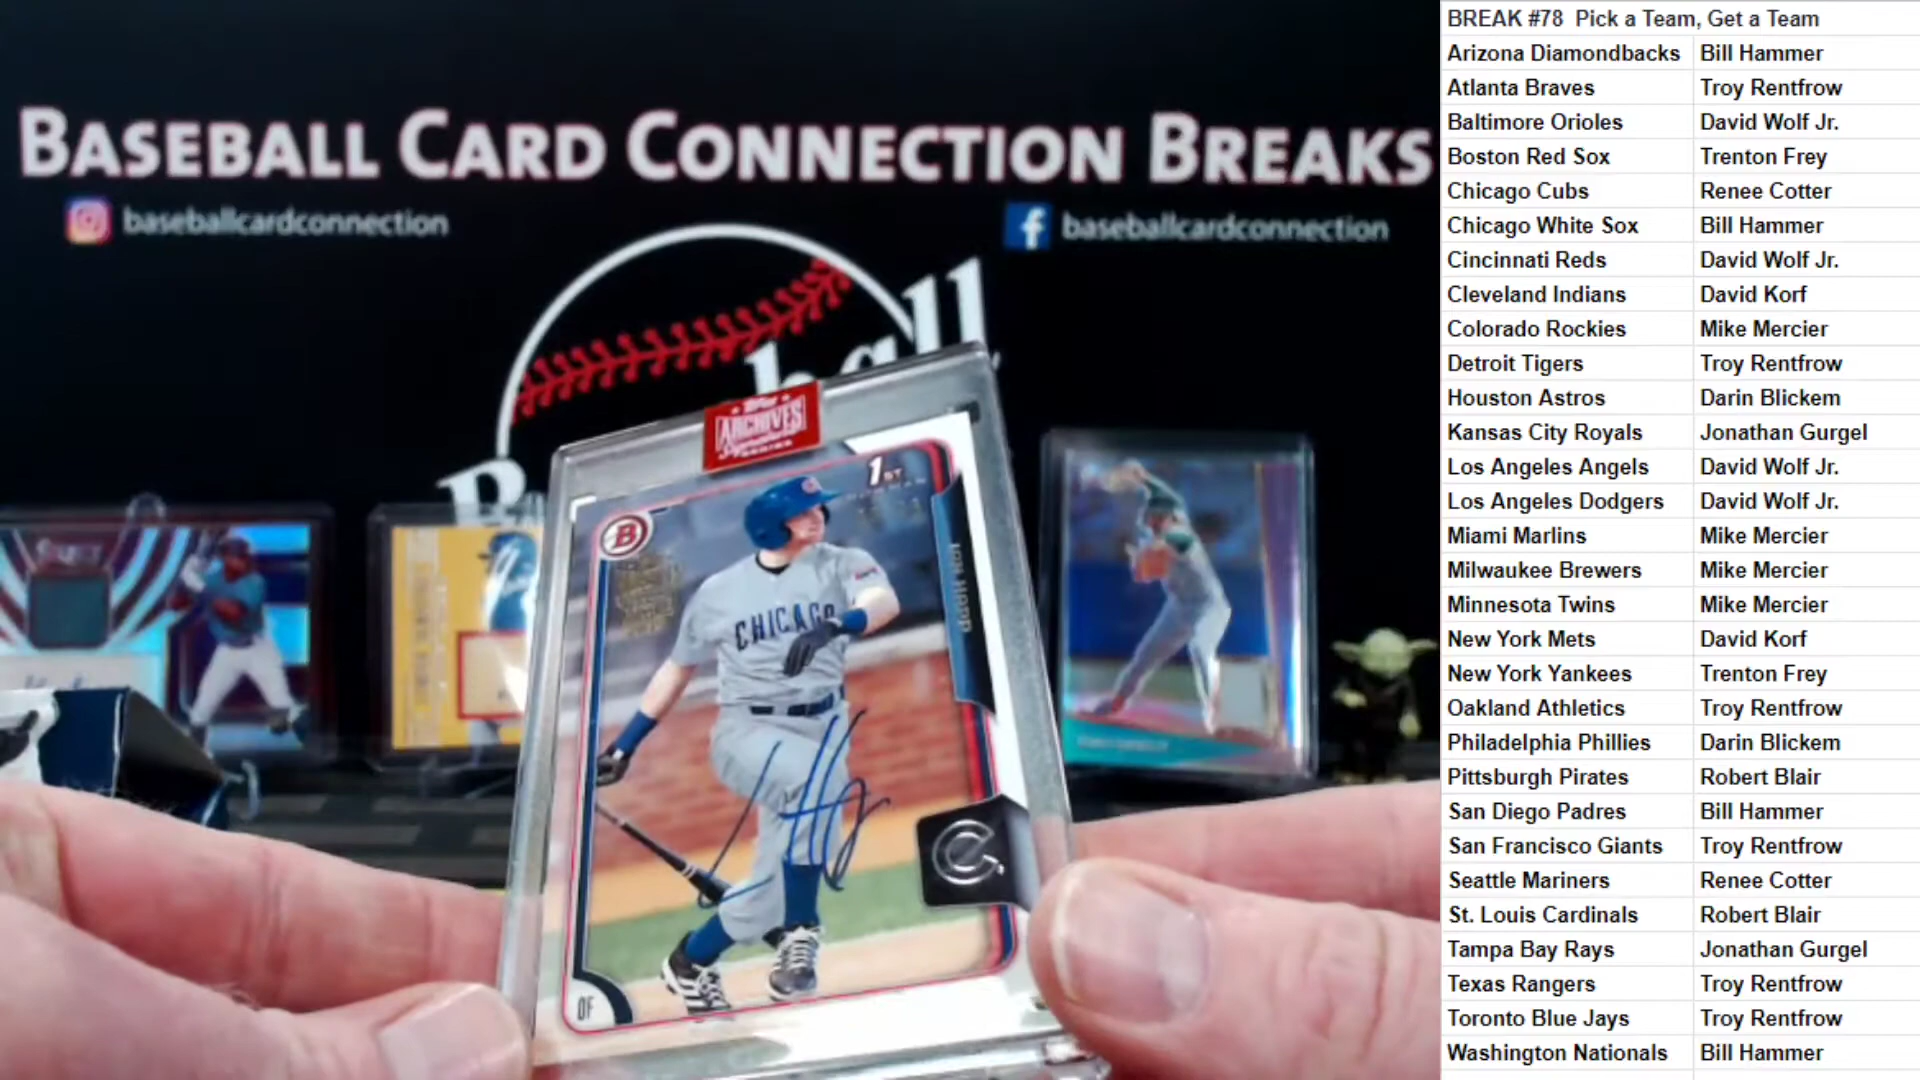 BASEBALL CARD CONNECTION BREAKS
baseballcardconnection
baseballcardconnection
Topps
ARCHIVES
Signature
SERIES
1ST
B
Ian Happ
CHICAGO
OF
BREAK #78 Pick a Team, Get a Team
Arizona Diamondbacks Bill Hammer
Atlanta Braves Troy Rentfrow
Baltimore Orioles David Wolf Jr.
Boston Red Sox Trenton Frey
Chicago Cubs Renee Cotter
Chicago White Sox Bill Hammer
Cincinnati Reds David Wolf Jr.
Cleveland Indians David Korf
Colorado Rockies Mike Mercier
Detroit Tigers Troy Rentfrow
Houston Astros Darin Blickem
Kansas City Royals Jonathan Gurgel
Los Angeles Angels David Wolf Jr.
Los Angeles Dodgers David Wolf Jr.
Miami Marlins Mike Mercier
Milwaukee Brewers Mike Mercier
Minnesota Twins Mike Mercier
New York Mets David Korf
New York Yankees Trenton Frey
Oakland Athletics Troy Rentfrow
Philadelphia Phillies Darin Blickem
Pittsburgh Pirates Robert Blair
San Diego Padres Bill Hammer
San Francisco Giants Troy Rentfrow
Seattle Mariners Renee Cotter
St. Louis Cardinals Robert Blair
Tampa Bay Rays Jonathan Gurgel
Texas Rangers Troy Rentfrow
Toronto Blue Jays Troy Rentfrow
Washington Nationals Bill Hammer